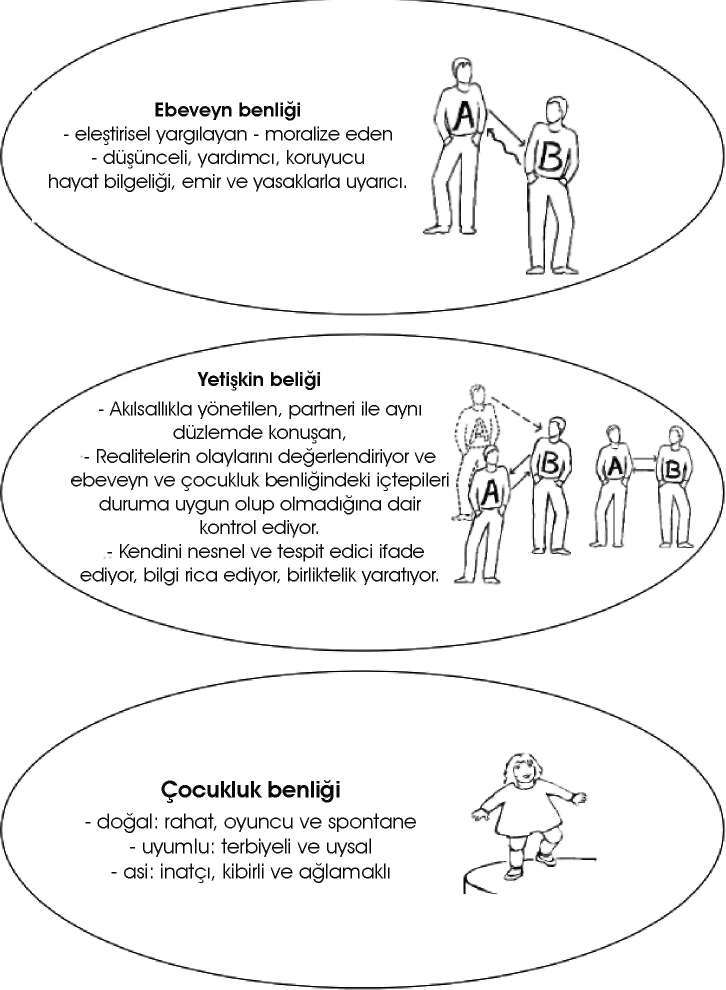 Ebeveyn benliği
- eleştirisel yargılayan - moralize eden
- düşünceli, yardımcı, koruyucu
hayat bilgeliği, emir ve yasaklarla uyarıcı.
A
B
Yetişkin beliği
- Akılsallıkla yönetilen, partneri ile aynı
düzlemde konuşan,
- Realitelerin olaylarını değerlendiriyor ve
ebeveyn ve çocukluk benliğindeki içtepileri
duruma uygun olup olmadığına dair
kontrol ediyor.
- Kendini nesnel ve tespit edici ifade
ediyor, bilgi rica ediyor, birliktelik yaratıyor.
A
B
A
A
B
Çocukluk benliği
- doğal: rahat, oyuncu ve spontane
- uyumlu: terbiyeli ve uysal
- asi: inatçı, kibirli ve ağlamaklı